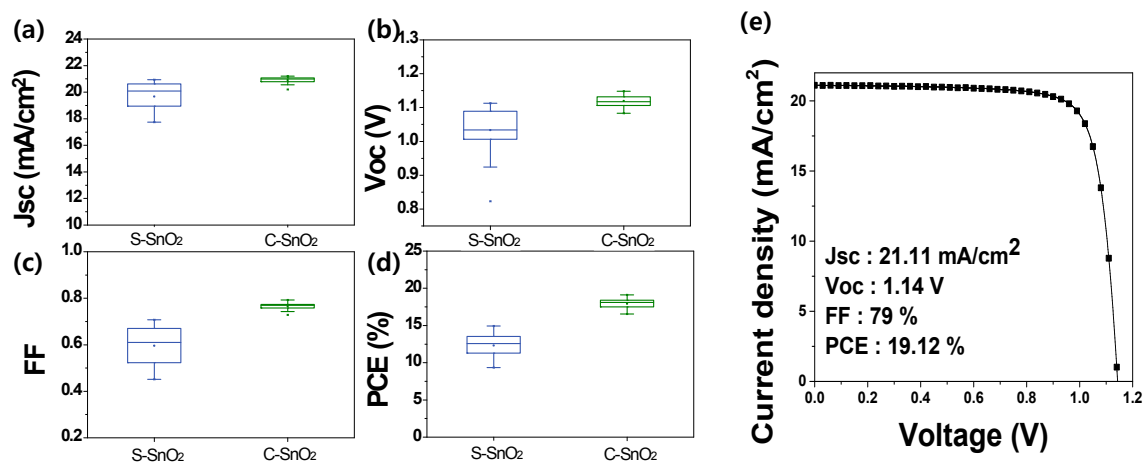 (a)
Jsc (mA/cm²)
24
22
20
18
16
14
12
10
S-SnO₂
C-SnO₂
(b)
Voc (V)
1.3
1.2
1.1
1.0
0.9
0.8
S-SnO₂
C-SnO₂
(c)
FF
1.0
0.8
0.6
0.4
0.2
S-SnO₂
C-SnO₂
(d)
PCE (%)
25
20
15
10
5
0
S-SnO₂
C-SnO₂
(e)
Current density (mA/cm²)
20
10
0
Jsc : 21.11 mA/cm²
Voc : 1.14 V
FF : 79 %
PCE : 19.12 %
0.0 0.2 0.4 0.6 0.8 1.0 1.2
Voltage (V)